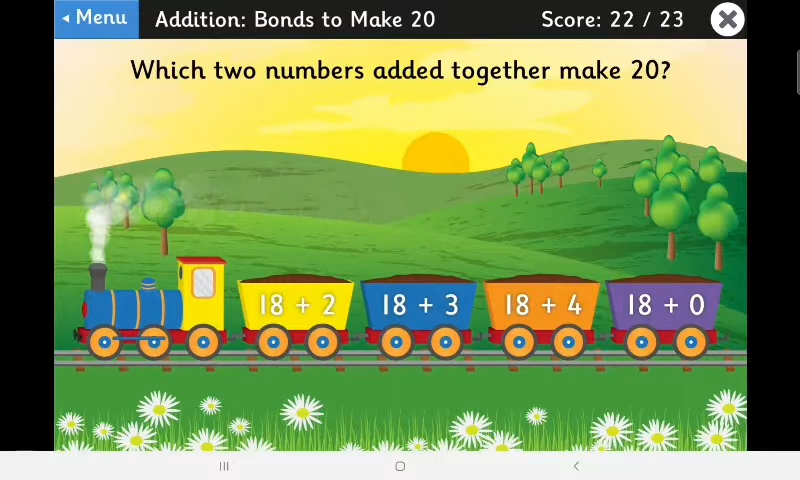 Menu Addition: Bonds to Make 20 Score: 22 / 23
Which two numbers added together make 20?
18 + 2 18 + 3 18 + 4 18 + 0